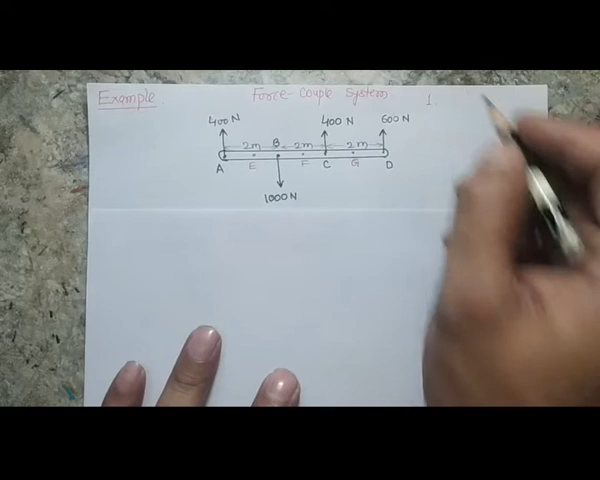 Example
Force-Couple System
1.
400 N
400 N
600 N
2m B 2m 2m
A E F C G D
1000 N